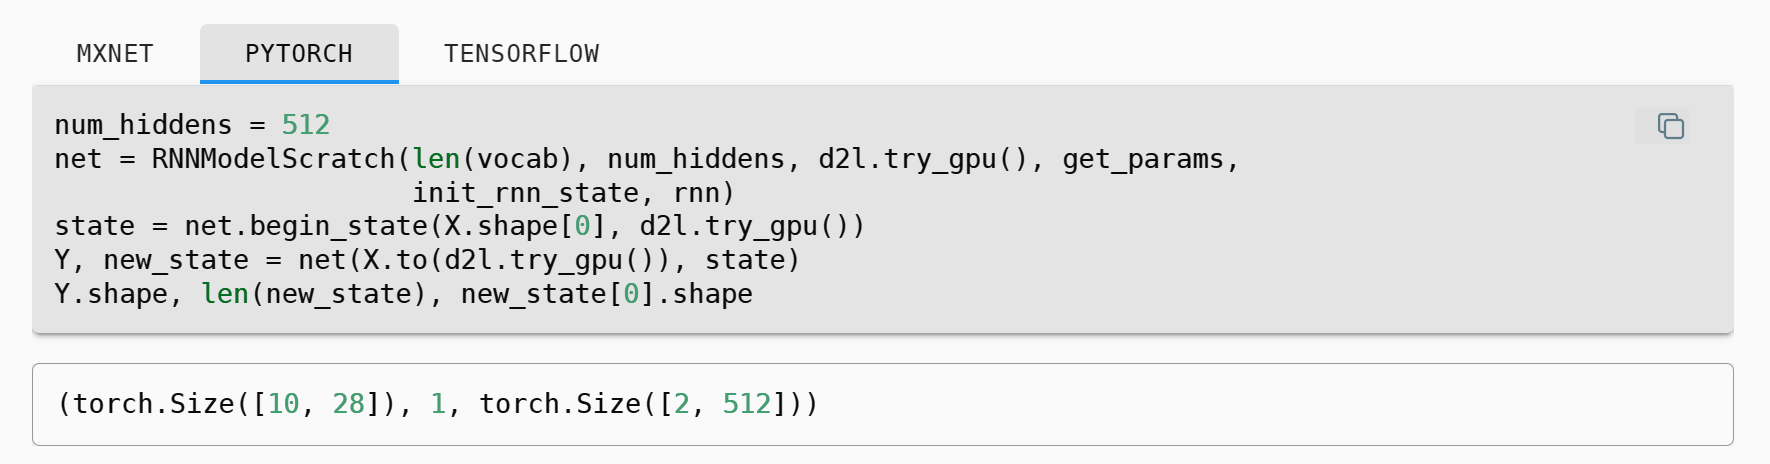 MXNET PYTORCH TENSORFLOW
num_hiddens = 512
net = RNNModelScratch(len(vocab), num_hiddens, d2l.try_gpu(), get_params,
                      init_rnn_state, rnn)
state = net.begin_state(X.shape[0], d2l.try_gpu())
Y, new_state = net(X.to(d2l.try_gpu()), state)
Y.shape, len(new_state), new_state[0].shape
(torch.Size([10, 28]), 1, torch.Size([2, 512]))